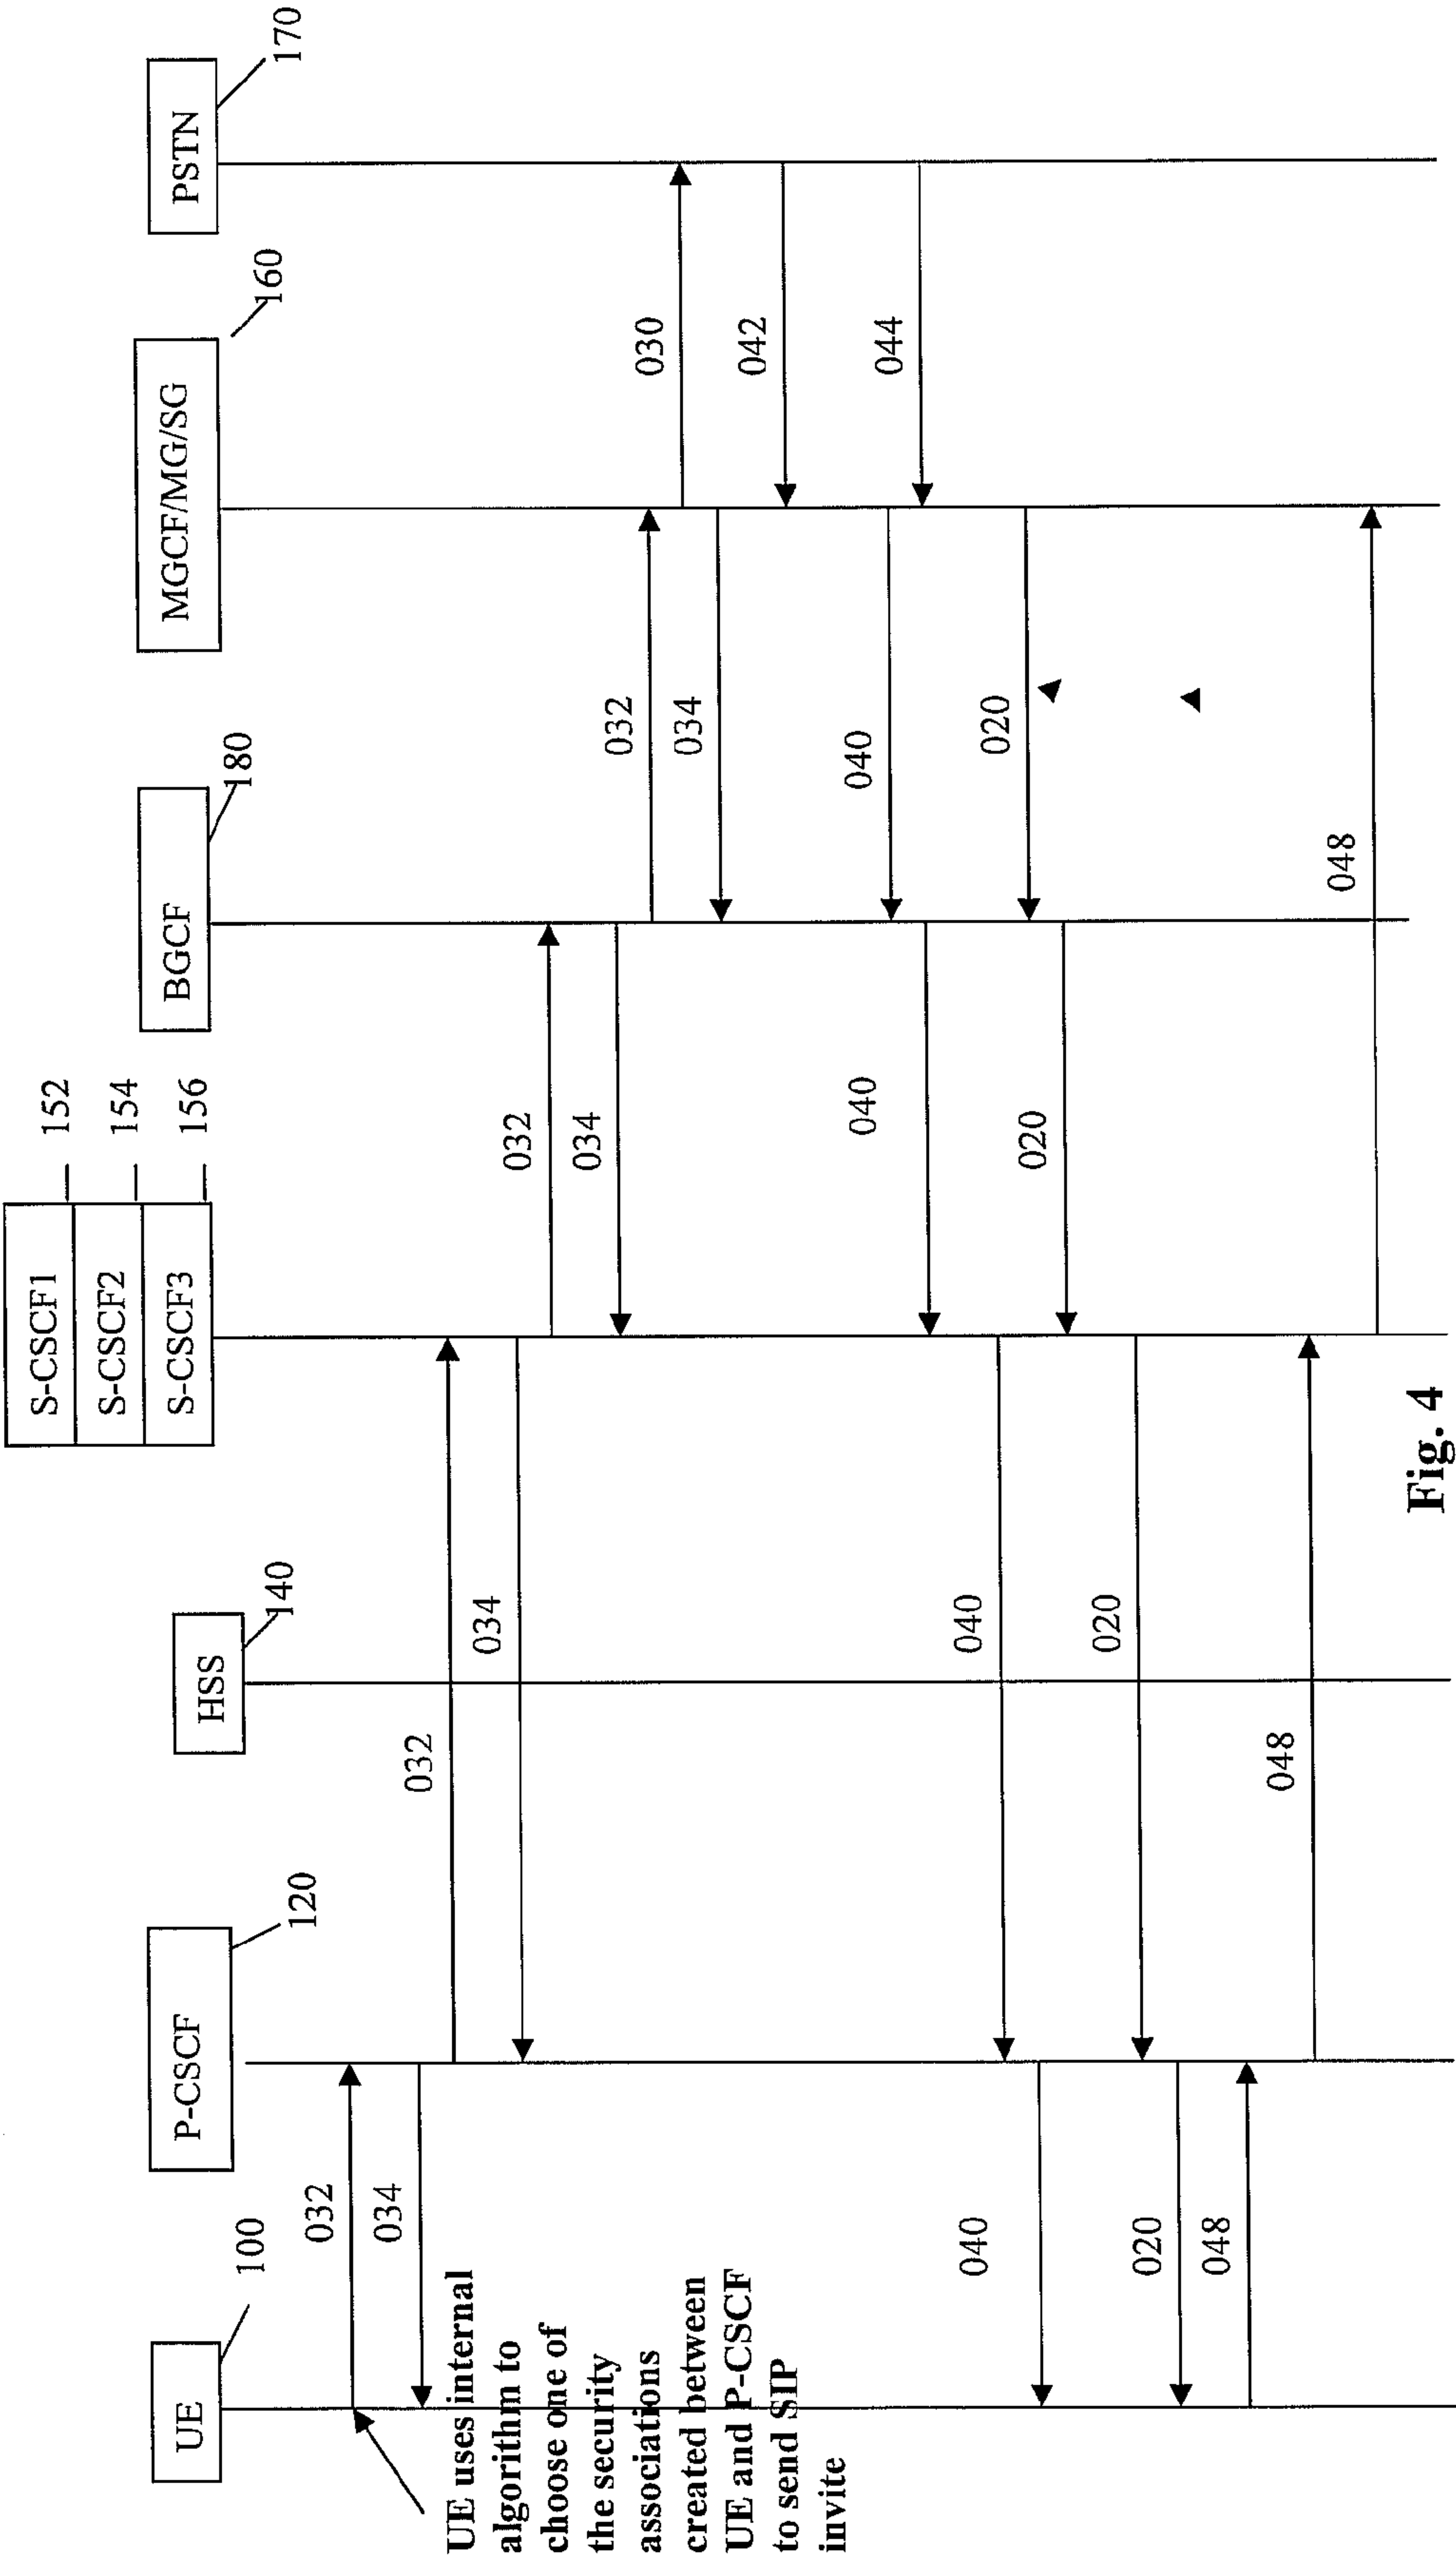 S-CSCF1
152
S-CSCF2
154
S-CSCF3
156
UE
100
P-CSCF
120
HSS
140
BGCF
180
MGCF/MG/SG
160
PSTN
170
032
034
UE uses internal
algorithm to
choose one of
the security
associations
created between
UE and P-CSCF
to send SIP
invite
032
034
032
034
032
030
034
042
040
044
040
020
040
020
040
020
020
048
048
048
Fig. 4